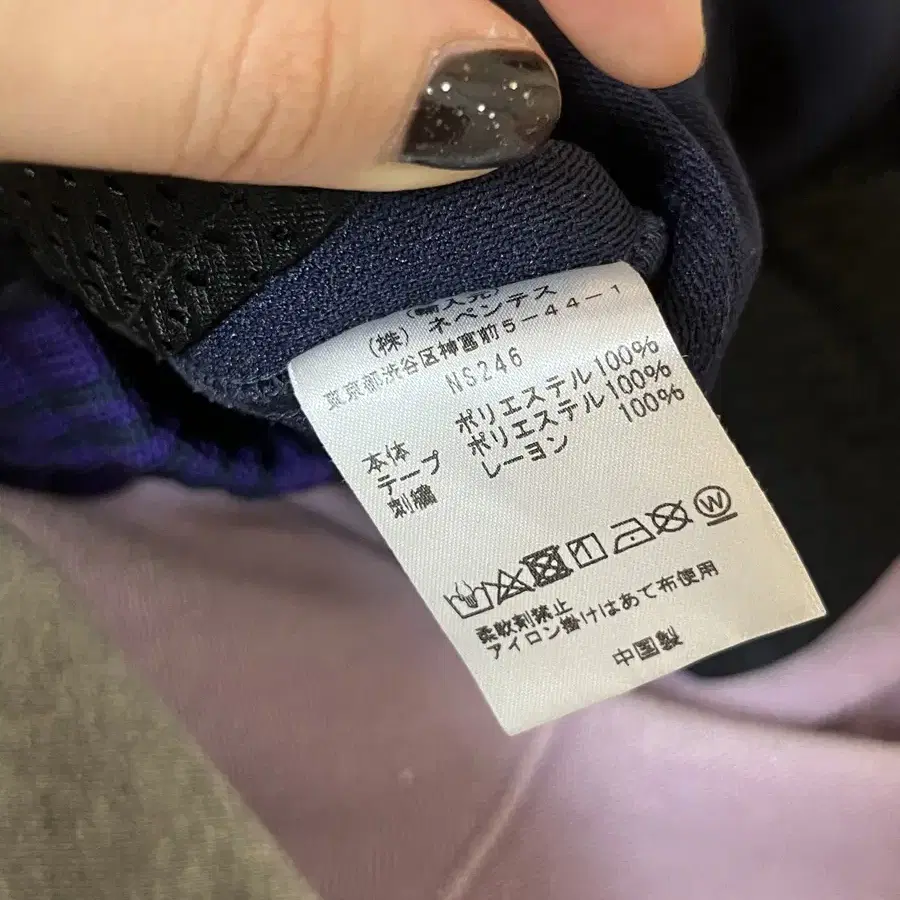 (輸入元)
(株) ネペンテス
東京都渋谷区神宮前5-44-1
NS246
本体 ポリエステル100%
テープ ポリエステル100%
刺繍 レーヨン 100%
W
柔軟剤禁止
アイロン掛けはあて布使用
中国製